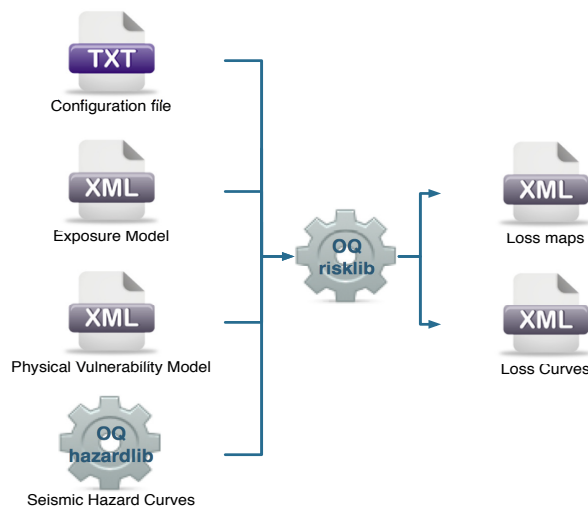 TXT
Configuration file
XML
Exposure Model
XML
Physical Vulnerability Model
OQ
hazardlib
Seismic Hazard Curves
OQ
risklib
XML
Loss maps
XML
Loss Curves